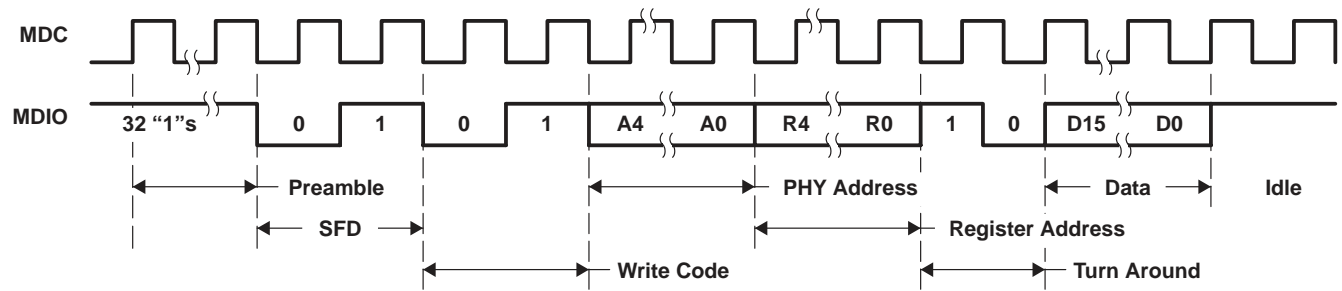 MDC
MDIO
32 “1”s 0 1 0 1 A4 A0 R4 R0 1 0 D15 D0
Preamble PHY Address Data Idle
SFD Register Address
Write Code Turn Around